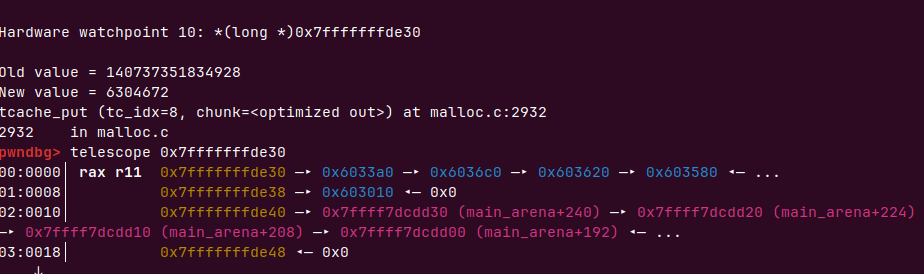 Hardware watchpoint 10: *(long *)0x7fffffffde30
Old value = 140737351834928
New value = 6304672
tcache_put (tc_idx=8, chunk=<optimized out>) at malloc.c:2932
2932    in malloc.c
pwndbg> telescope 0x7fffffffde30
00:0000│ rax r11  0x7fffffffde30 —▸ 0x6033a0 —▸ 0x6036c0 —▸ 0x603620 —▸ 0x603580 ◂— ...
01:0008│          0x7fffffffde38 —▸ 0x603010 ◂— 0x0
02:0010│          0x7fffffffde40 —▸ 0x7ffff7dcdd30 (main_arena+240) —▸ 0x7ffff7dcdd20 (main_arena+224)
—▸ 0x7ffff7dcdd10 (main_arena+208) —▸ 0x7ffff7dcdd00 (main_arena+192) ◂— ...
03:0018│          0x7fffffffde48 ◂— 0x0
↓